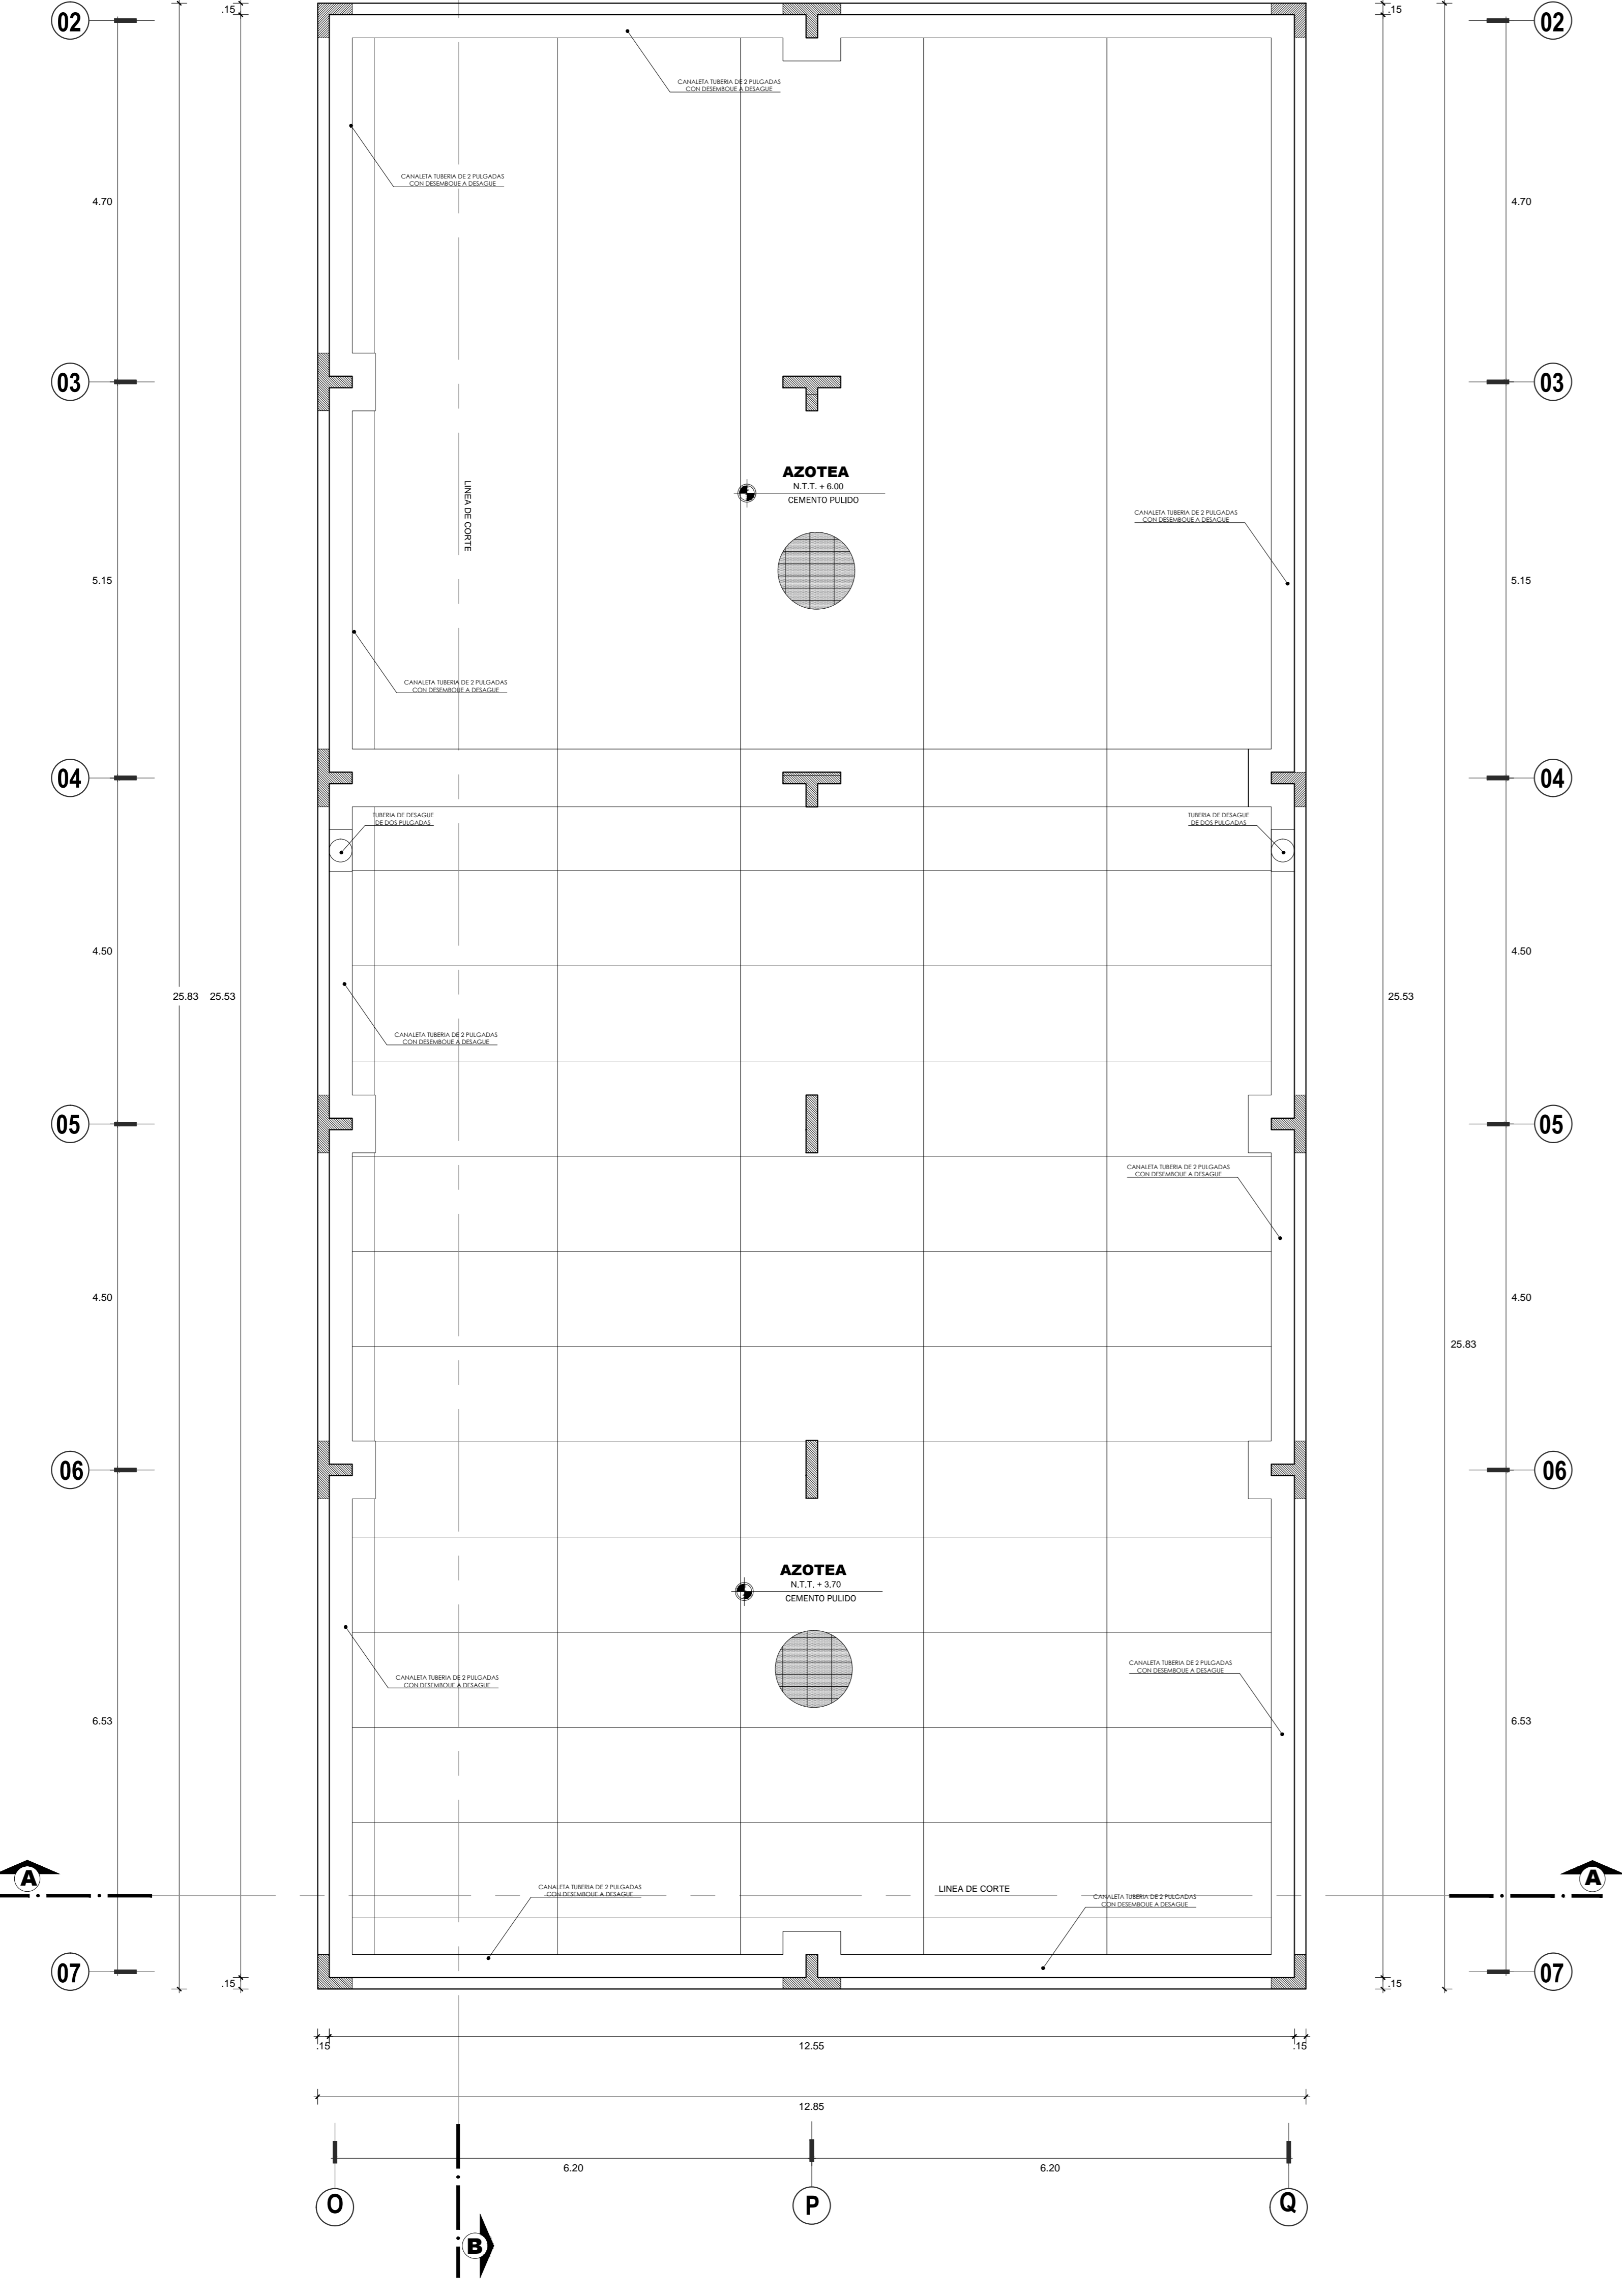 02
.15
.15
02
CANALETA TUBERIA DE 2 PULGADAS
CON DESEMBOUE A DESAGUE
CANALETA TUBERIA DE 2 PULGADAS
CON DESEMBOUE A DESAGUE
4.70
4.70
03
03
AZOTEA
N.T.T. + 6.00
CEMENTO PULIDO
LINEA DE CORTE
CANALETA TUBERIA DE 2 PULGADAS
CON DESEMBOUE A DESAGUE
5.15
5.15
CANALETA TUBERIA DE 2 PULGADAS
CON DESEMBOUE A DESAGUE
04
04
TUBERIA DE DESAGUE
DE DOS PULGADAS
TUBERIA DE DESAGUE
DE DOS PULGADAS
4.50
4.50
25.83
25.53
25.53
CANALETA TUBERIA DE 2 PULGADAS
CON DESEMBOUE A DESAGUE
05
05
CANALETA TUBERIA DE 2 PULGADAS
CON DESEMBOUE A DESAGUE
4.50
4.50
25.83
06
06
AZOTEA
N.T.T. + 3.70
CEMENTO PULIDO
CANALETA TUBERIA DE 2 PULGADAS
CON DESEMBOUE A DESAGUE
CANALETA TUBERIA DE 2 PULGADAS
CON DESEMBOUE A DESAGUE
6.53
6.53
A
A
CANALETA TUBERIA DE 2 PULGADAS
CON DESEMBOUE A DESAGUE
LINEA DE CORTE
CANALETA TUBERIA DE 2 PULGADAS
CON DESEMBOUE A DESAGUE
07
07
.15
.15
.15
12.55
.15
12.85
6.20
6.20
O
P
Q
B